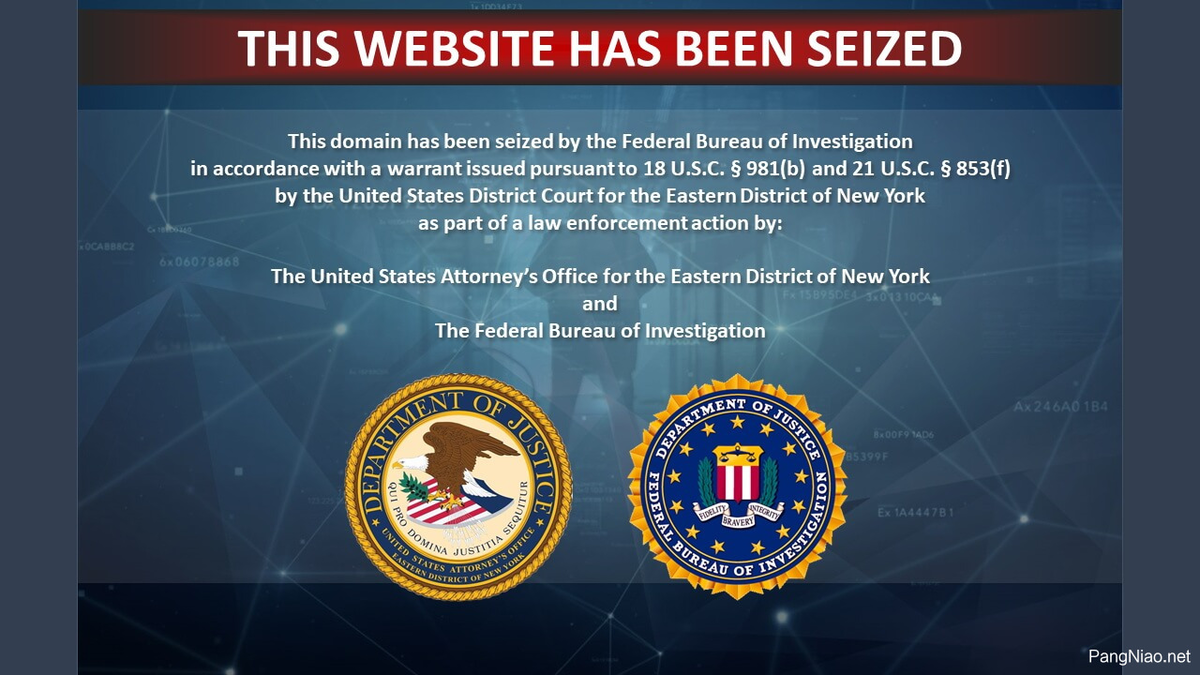 THIS WEBSITE HAS BEEN SEIZED
This domain has been seized by the Federal Bureau of Investigation
in accordance with a warrant issued pursuant to 18 U.S.C. § 981(b) and 21 U.S.C. § 853(f)
by the United States District Court for the Eastern District of New York
as part of a law enforcement action by:
0CABB8C2
6x06078868
The United States Attorney's Office for the Eastern District of New York
and
The Federal Bureau of Investigation
DEPARTMENT OF JUSTICE
QUI PRO DOMINA JUSTITIA SEQUITUR
UNITED STATES ATTORNEY'S OFFICE
EASTERN DISTRICT OF NEW YORK
DEPARTMENT OF JUSTICE
FEDERAL BUREAU OF INVESTIGATION
FIDELITY
BRAVERY
INTEGRITY
Ax246A01B4
8x00F91AD6
B5399F
Ex1A4447B1
PangNiao.net